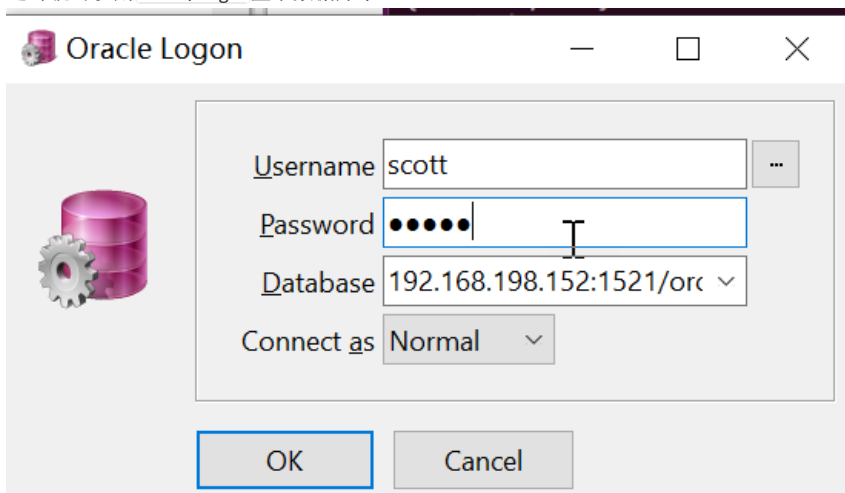 Oracle Logon
Username scott ...
Password ●●●●●
Database 192.168.198.152:1521/orc
Connect as Normal
OK Cancel